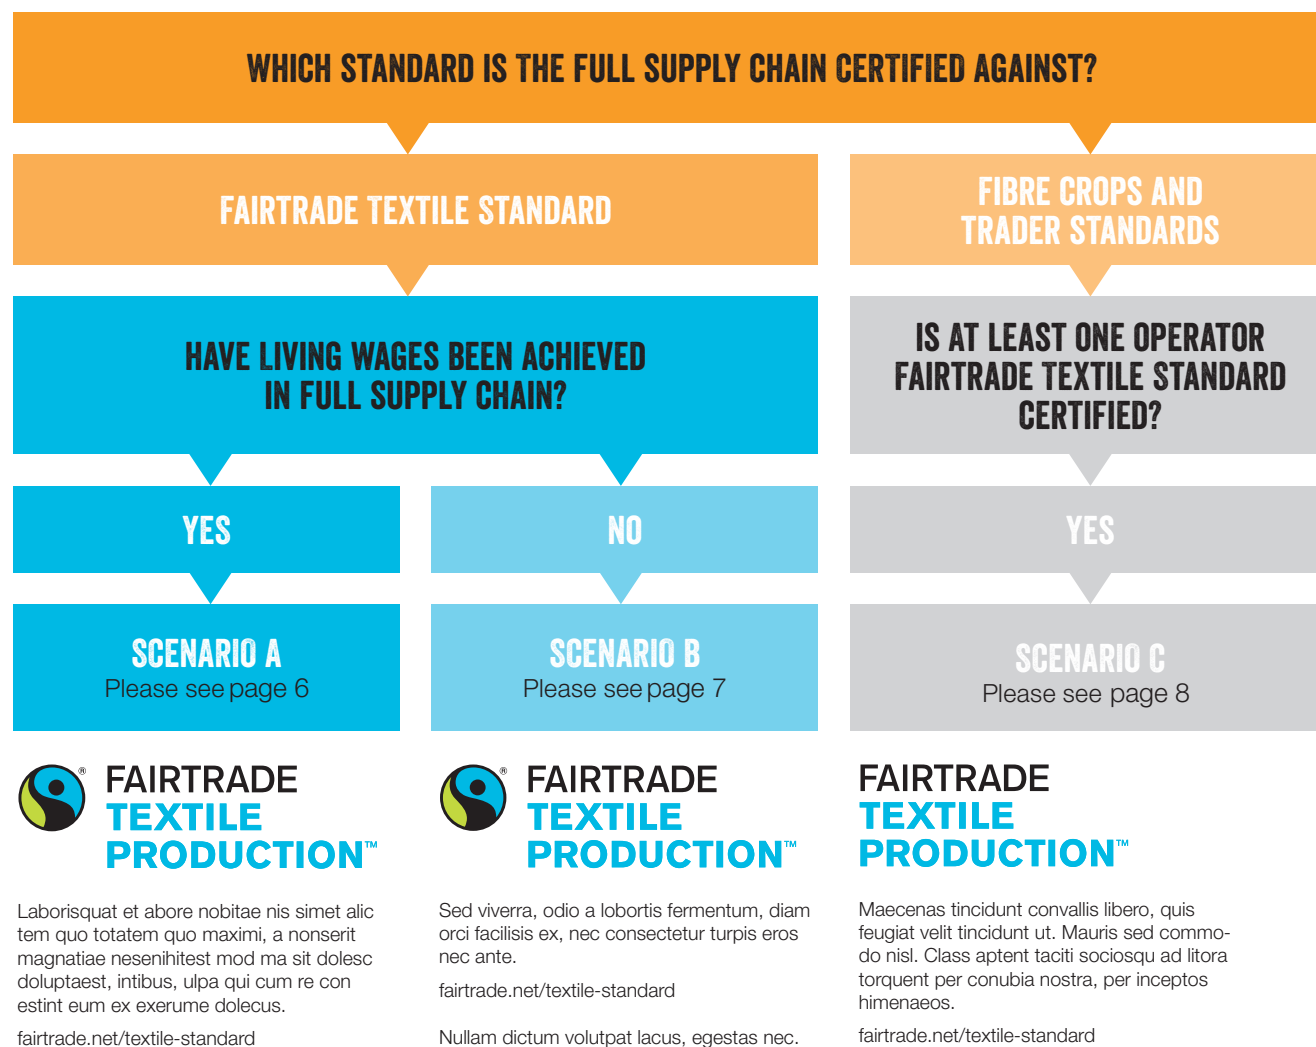 WHICH STANDARD IS THE FULL SUPPLY CHAIN CERTIFIED AGAINST?
FAIRTRADE TEXTILE STANDARD
FIBRE CROPS AND
TRADER STANDARDS
HAVE LIVING WAGES BEEN ACHIEVED
IN FULL SUPPLY CHAIN?
IS AT LEAST ONE OPERATOR
FAIRTRADE TEXTILE STANDARD
CERTIFIED?
YES
NO
YES
SCENARIO A
Please see page 6
SCENARIO B
Please see page 7
SCENARIO C
Please see page 8
®
FAIRTRADE
TEXTILE
PRODUCTION™
®
FAIRTRADE
TEXTILE
PRODUCTION™
FAIRTRADE
TEXTILE
PRODUCTION™
Laborisquat et abore nobitae nis simet alic
tem quo totatem quo maximi, a nonserit
magnatiae nesenihitest mod ma sit dolesc
doluptaest, intibus, ulpa qui cum re con
estint eum ex exerume dolecus.
fairtrade.net/textile-standard
Sed viverra, odio a lobortis fermentum, diam
orci facilisis ex, nec consectetur turpis eros
nec ante.
fairtrade.net/textile-standard
Nullam dictum volutpat lacus, egestas nec.
Maecenas tincidunt convallis libero, quis
feugiat velit tincidunt ut. Mauris sed commo-
do nisl. Class aptent taciti sociosqu ad litora
torquent per conubia nostra, per inceptos
himenaeos.
fairtrade.net/textile-standard